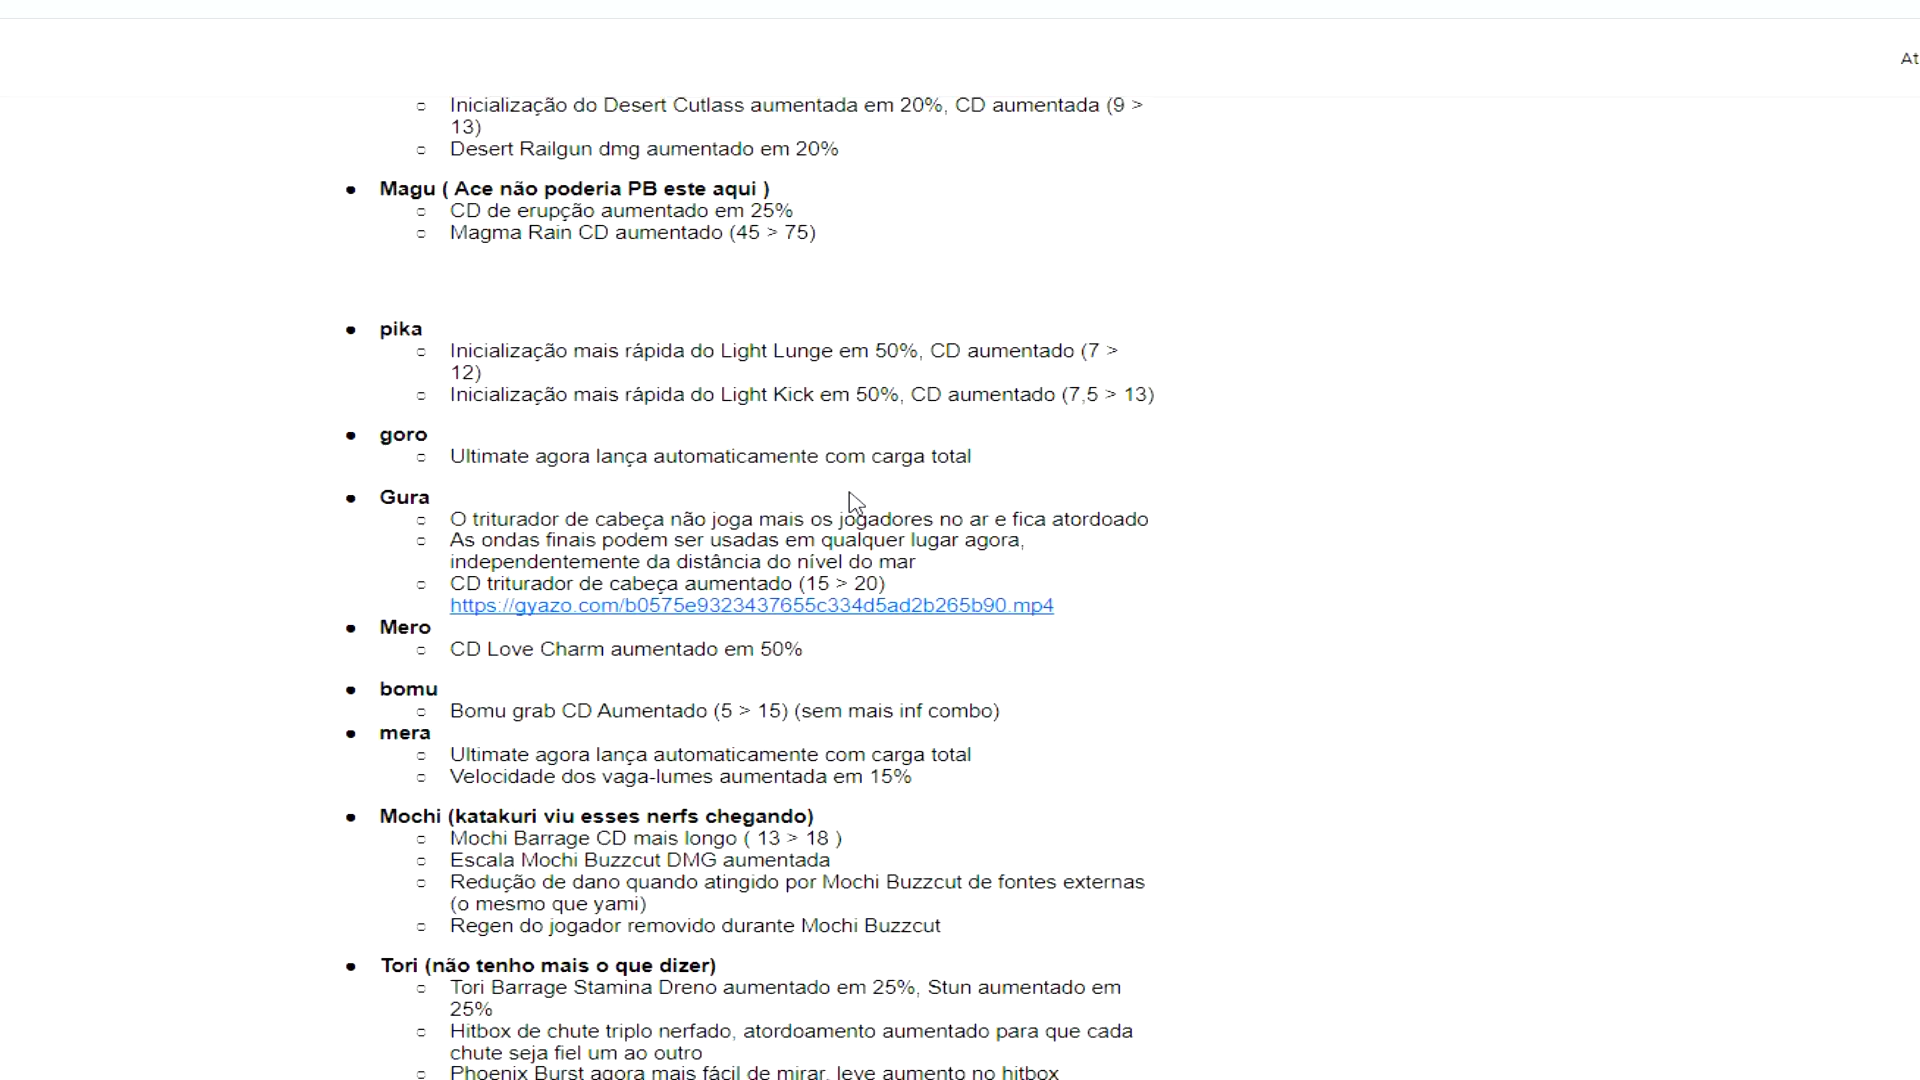 At
Inicialização do Desert Cutlass aumentada em 20%, CD aumentada (9 >
13)
Desert Railgun dmg aumentado em 20%
Magu ( Ace não poderia PB este aqui )
CD de erupção aumentado em 25%
Magma Rain CD aumentado (45 > 75)
pika
Inicialização mais rápida do Light Lunge em 50%, CD aumentado (7 >
12)
Inicialização mais rápida do Light Kick em 50%, CD aumentado (7,5 > 13)
goro
Ultimate agora lança automaticamente com carga total
Gura
O triturador de cabeça não joga mais os jogadores no ar e fica atordoado
As ondas finais podem ser usadas em qualquer lugar agora,
independentemente da distância do nível do mar
CD triturador de cabeça aumentado (15 > 20)
https://gyazo.com/b0575e9323437655c334d5ad2b265b90.mp4
Mero
CD Love Charm aumentado em 50%
bomu
Bomu grab CD Aumentado (5 > 15) (sem mais inf combo)
mera
Ultimate agora lança automaticamente com carga total
Velocidade dos vaga-lumes aumentada em 15%
Mochi (katakuri viu esses nerfs chegando)
Mochi Barrage CD mais longo ( 13 > 18 )
Escala Mochi Buzzcut DMG aumentada
Redução de dano quando atingido por Mochi Buzzcut de fontes externas
(o mesmo que yami)
Regen do jogador removido durante Mochi Buzzcut
Tori (não tenho mais o que dizer)
Tori Barrage Stamina Dreno aumentado em 25%, Stun aumentado em
25%
Hitbox de chute triplo nerfado, atordoamento aumentado para que cada
chute seja fiel um ao outro
Phoenix Burst agora mais fácil de mirar, leve aumento no hitbox